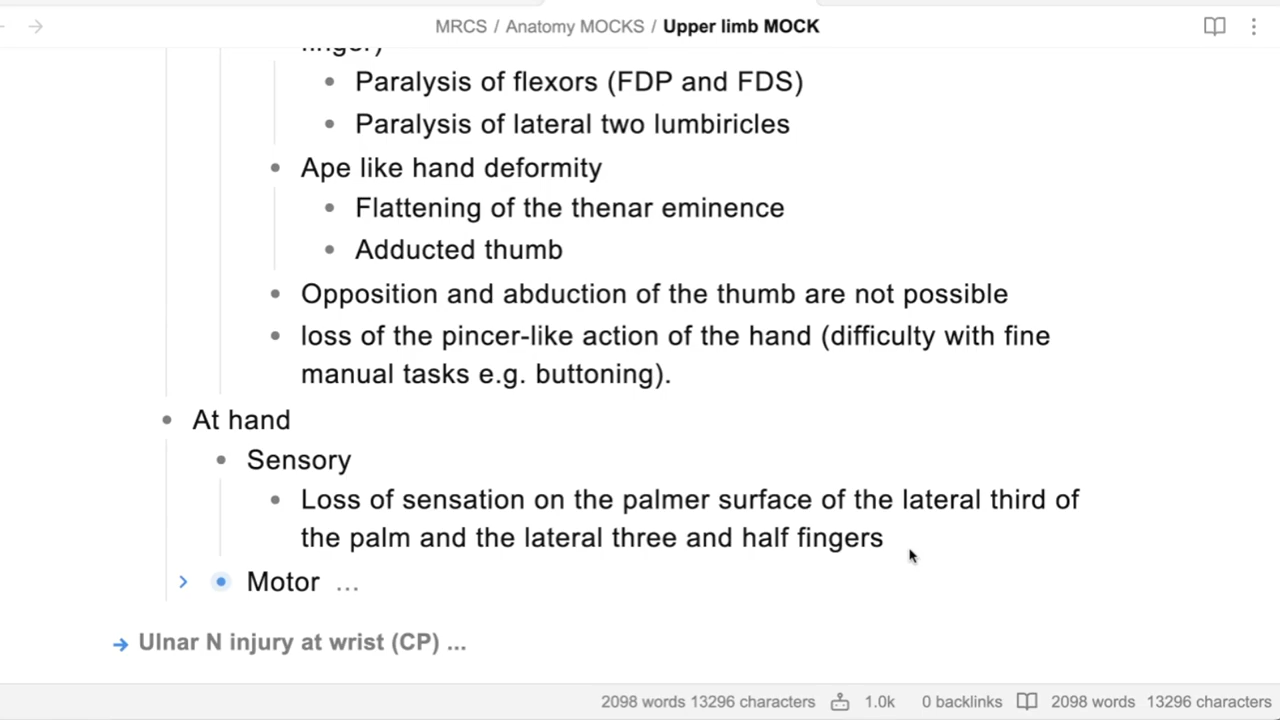 MRCS / Anatomy MOCKS / Upper limb MOCK
finger)
Paralysis of flexors (FDP and FDS)
Paralysis of lateral two lumbiricles
Ape like hand deformity
Flattening of the thenar eminence
Adducted thumb
Opposition and abduction of the thumb are not possible
loss of the pincer-like action of the hand (difficulty with fine
manual tasks e.g. buttoning).
At hand
Sensory
Loss of sensation on the palmer surface of the lateral third of
the palm and the lateral three and half fingers
Motor ...
Ulnar N injury at wrist (CP) ...
2098 words 13296 characters 1.0k 0 backlinks 2098 words 13296 characters